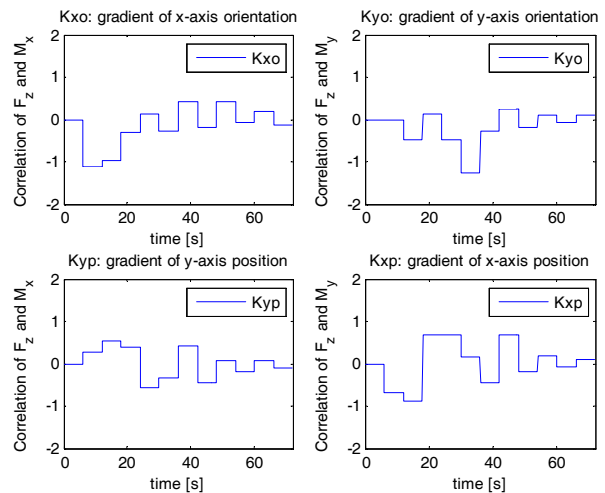 Kxo: gradient of x-axis orientation
Correlation of F_z and M_x
2
1
0
-1
-2
0 20 40 60
time [s]
Kxo
Kyo: gradient of y-axis orientation
Correlation of F_z and M_y
2
1
0
-1
-2
0 20 40 60
time [s]
Kyo
Kyp: gradient of y-axis position
Correlation of F_z and M_x
2
1
0
-1
-2
0 20 40 60
time [s]
Kyp
Kxp: gradient of x-axis position
Correlation of F_z and M_y
2
1
0
-1
-2
0 20 40 60
time [s]
Kxp